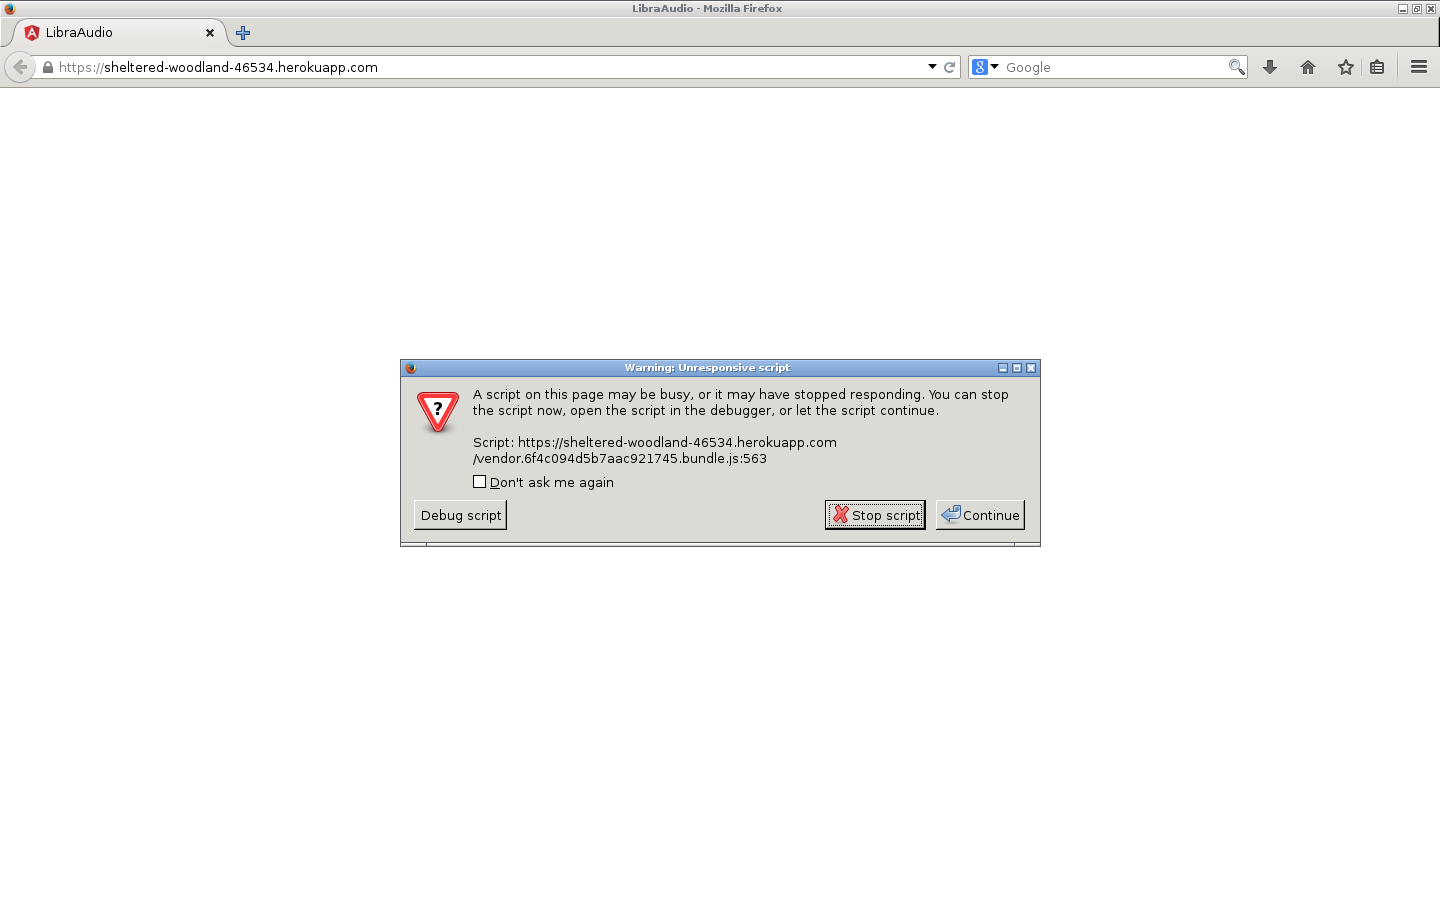 LibraAudio - Mozilla Firefox
LibraAudio
https://sheltered-woodland-46534.herokuapp.com
8 Google
Warning: Unresponsive script
?
A script on this page may be busy, or it may have stopped responding. You can stop
the script now, open the script in the debugger, or let the script continue.
Script: https://sheltered-woodland-46534.herokuapp.com
/vendor.6f4c094d5b7aac921745.bundle.js:563
Don't ask me again
Debug script Stop script Continue